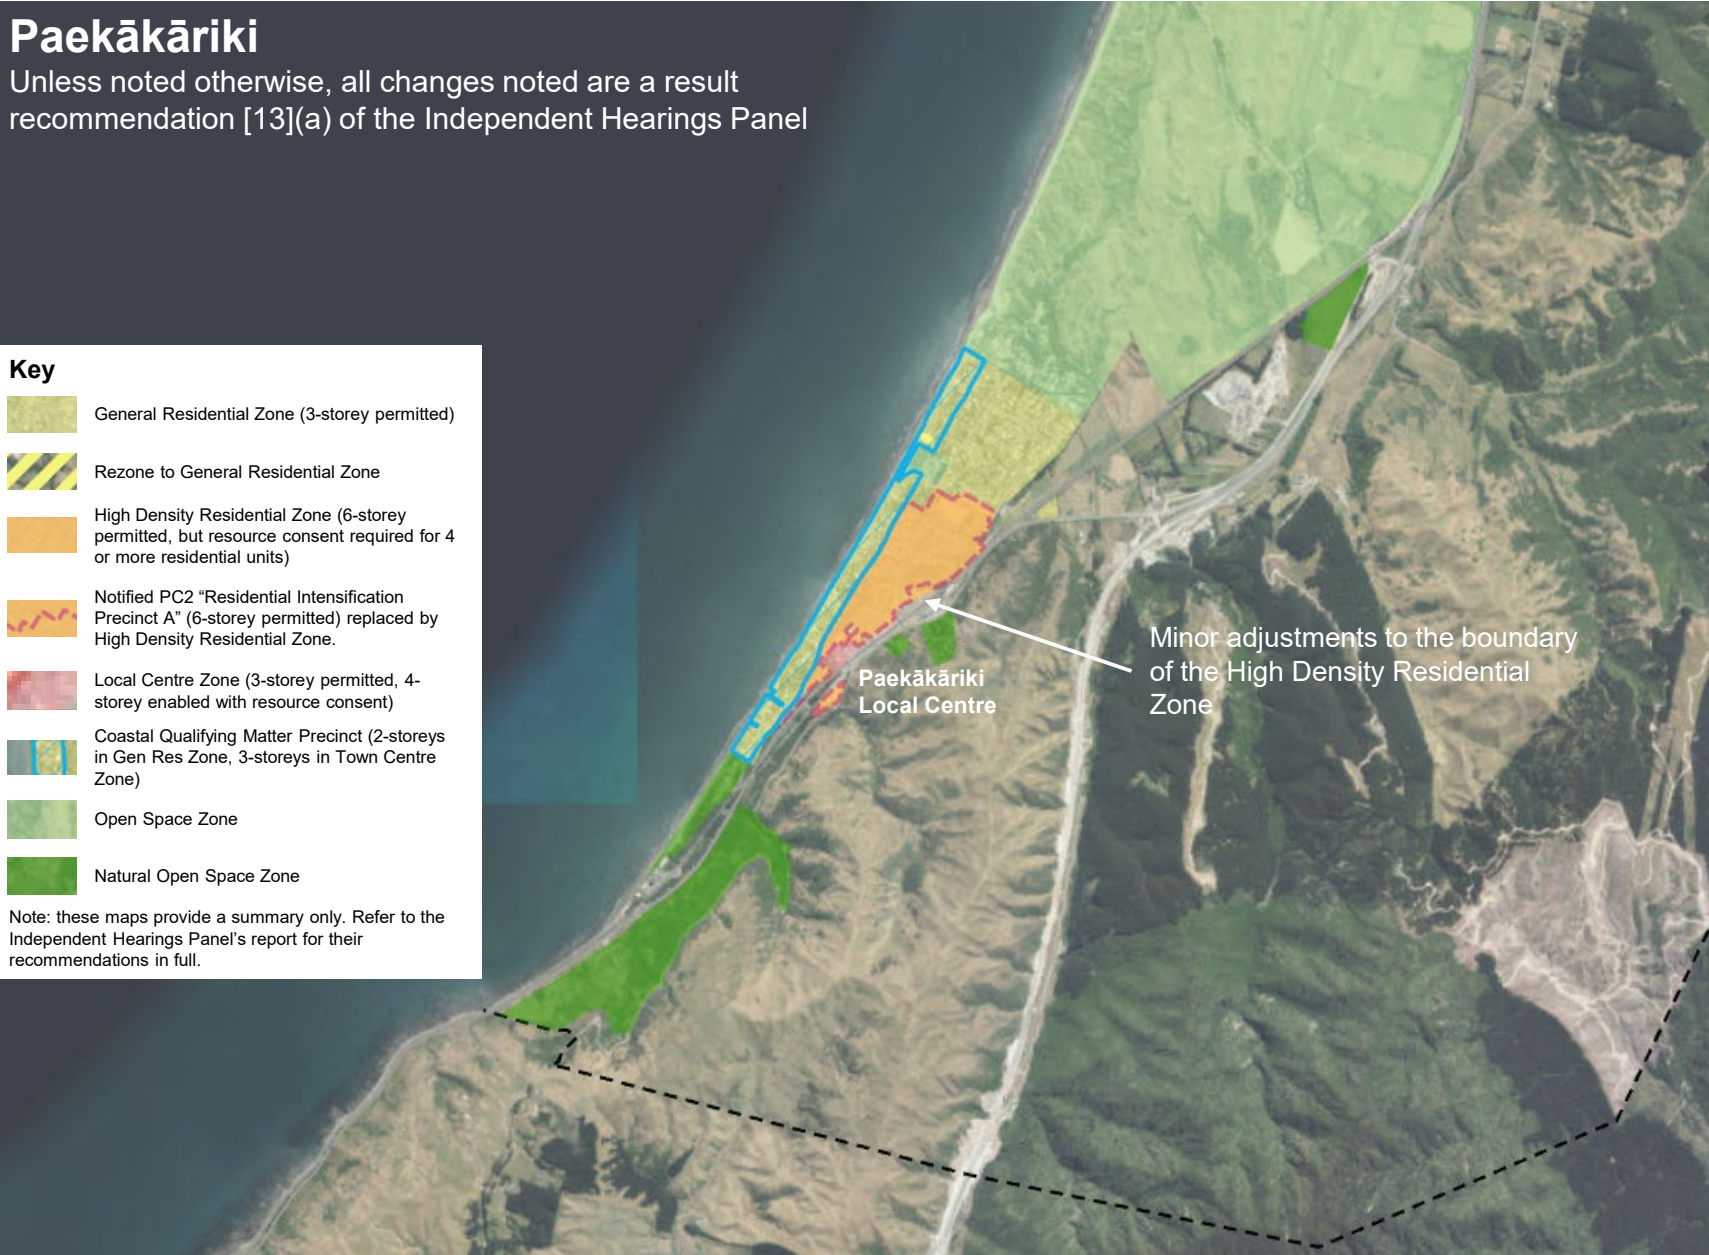 Paekākāriki
Unless noted otherwise, all changes noted are a result
recommendation [13](a) of the Independent Hearings Panel
Key
General Residential Zone (3-storey permitted)
Rezone to General Residential Zone
High Density Residential Zone (6-storey
permitted, but resource consent required for 4
or more residential units)
Notified PC2 “Residential Intensification
Precinct A” (6-storey permitted) replaced by
High Density Residential Zone.
Local Centre Zone (3-storey permitted, 4-
storey enabled with resource consent)
Coastal Qualifying Matter Precinct (2-storeys
in Gen Res Zone, 3-storeys in Town Centre
Zone)
Open Space Zone
Natural Open Space Zone
Note: these maps provide a summary only. Refer to the
Independent Hearings Panel’s report for their
recommendations in full.
Paekākāriki
Local Centre
Minor adjustments to the boundary
of the High Density Residential
Zone